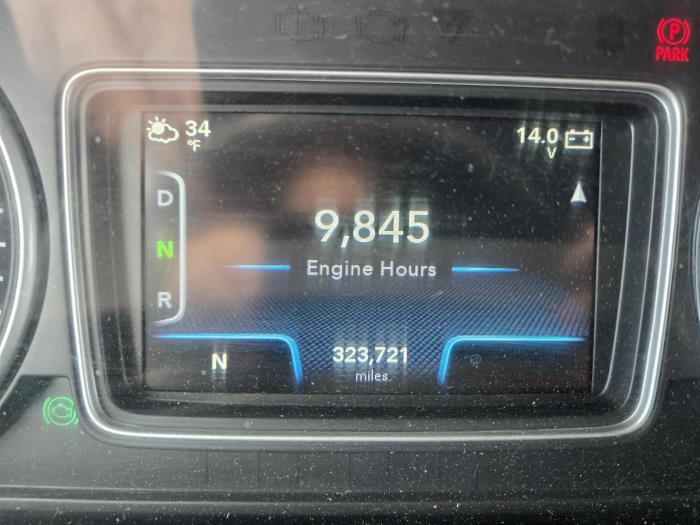 P
PARK
34
°F
14.0
V
D
N
R
9,845
Engine Hours
N
323,721
miles